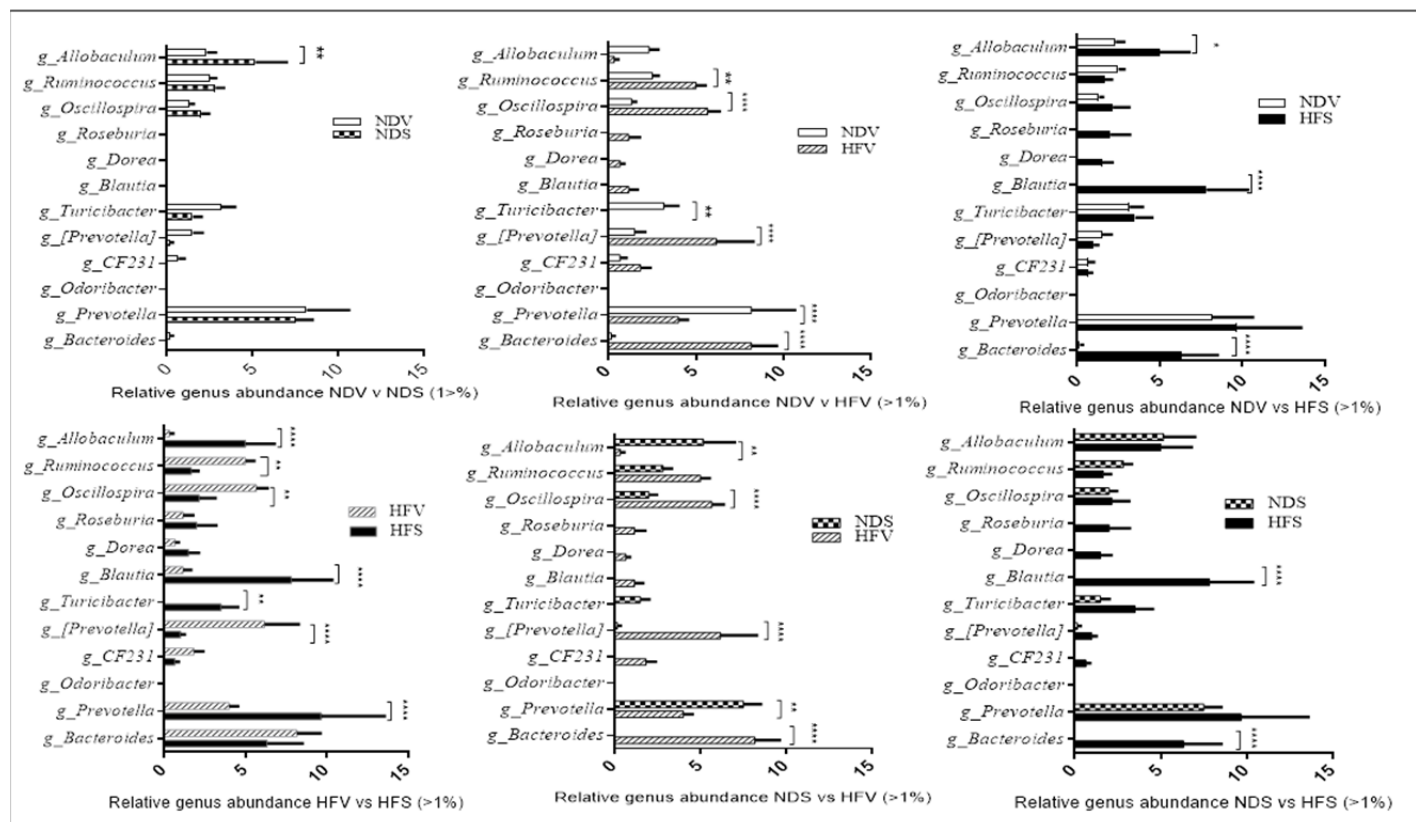 g_Allobaculum
**
g_Ruminococcus
g_Oscillospira
g_Roseburia
g_Dorea
g_Blautia
g_Turicibacter
g_[Prevotella]
g_CF231
g_Odoribacter
g_Prevotella
g_Bacteroides
NDV
NDS
0 5 10 15
Relative genus abundance NDV v NDS (1>%)
g_Allobaculum
g_Ruminococcus
**
g_Oscillospira
****
g_Roseburia
g_Dorea
g_Blautia
g_Turicibacter
**
g_[Prevotella]
****
g_CF231
g_Odoribacter
g_Prevotella
****
g_Bacteroides
****
NDV
HFV
0 5 10 15
Relative genus abundance NDV v HFV (>1%)
g_Allobaculum
*
g_Ruminococcus
g_Oscillospira
g_Roseburia
g_Dorea
g_Blautia
****
g_Turicibacter
g_[Prevotella]
g_CF231
g_Odoribacter
g_Prevotella
g_Bacteroides
****
NDV
HFS
0 5 10 15
Relative genus abundance NDV vs HFS (>1%)
g_Allobaculum
****
g_Ruminococcus
**
g_Oscillospira
**
g_Roseburia
g_Dorea
g_Blautia
****
g_Turicibacter
**
g_[Prevotella]
****
g_CF231
g_Odoribacter
g_Prevotella
****
g_Bacteroides
HFV
HFS
0 5 10 15
Relative genus abundance HFV vs HFS (>1%)
g_Allobaculum
**
g_Ruminococcus
g_Oscillospira
****
g_Roseburia
g_Dorea
g_Blautia
g_Turicibacter
g_[Prevotella]
****
g_CF231
g_Odoribacter
g_Prevotella
**
g_Bacteroides
****
NDS
HFV
0 5 10 15
Relative genus abundance NDS vs HFV (>1%)
g_Allobaculum
g_Ruminococcus
g_Oscillospira
g_Roseburia
g_Dorea
g_Blautia
****
g_Turicibacter
g_[Prevotella]
g_CF231
g_Odoribacter
g_Prevotella
g_Bacteroides
****
NDS
HFS
0 5 10 15
Relative genus abundance NDS vs HFS (>1%)